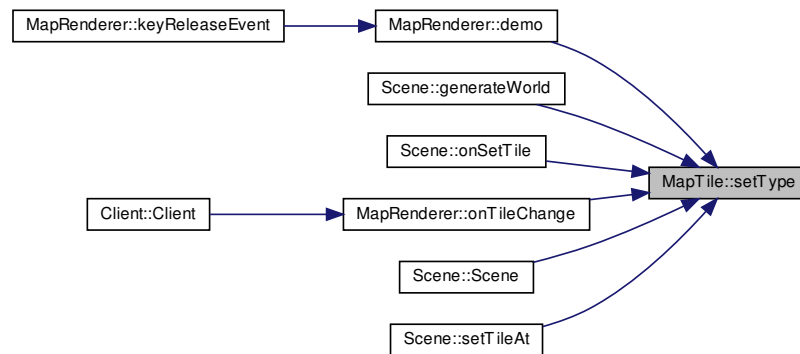 MapRenderer::keyReleaseEvent
MapRenderer::demo
Scene::generateWorld
Scene::onSetTile
MapTile::setType
Client::Client
MapRenderer::onTileChange
Scene::Scene
Scene::setTileAt